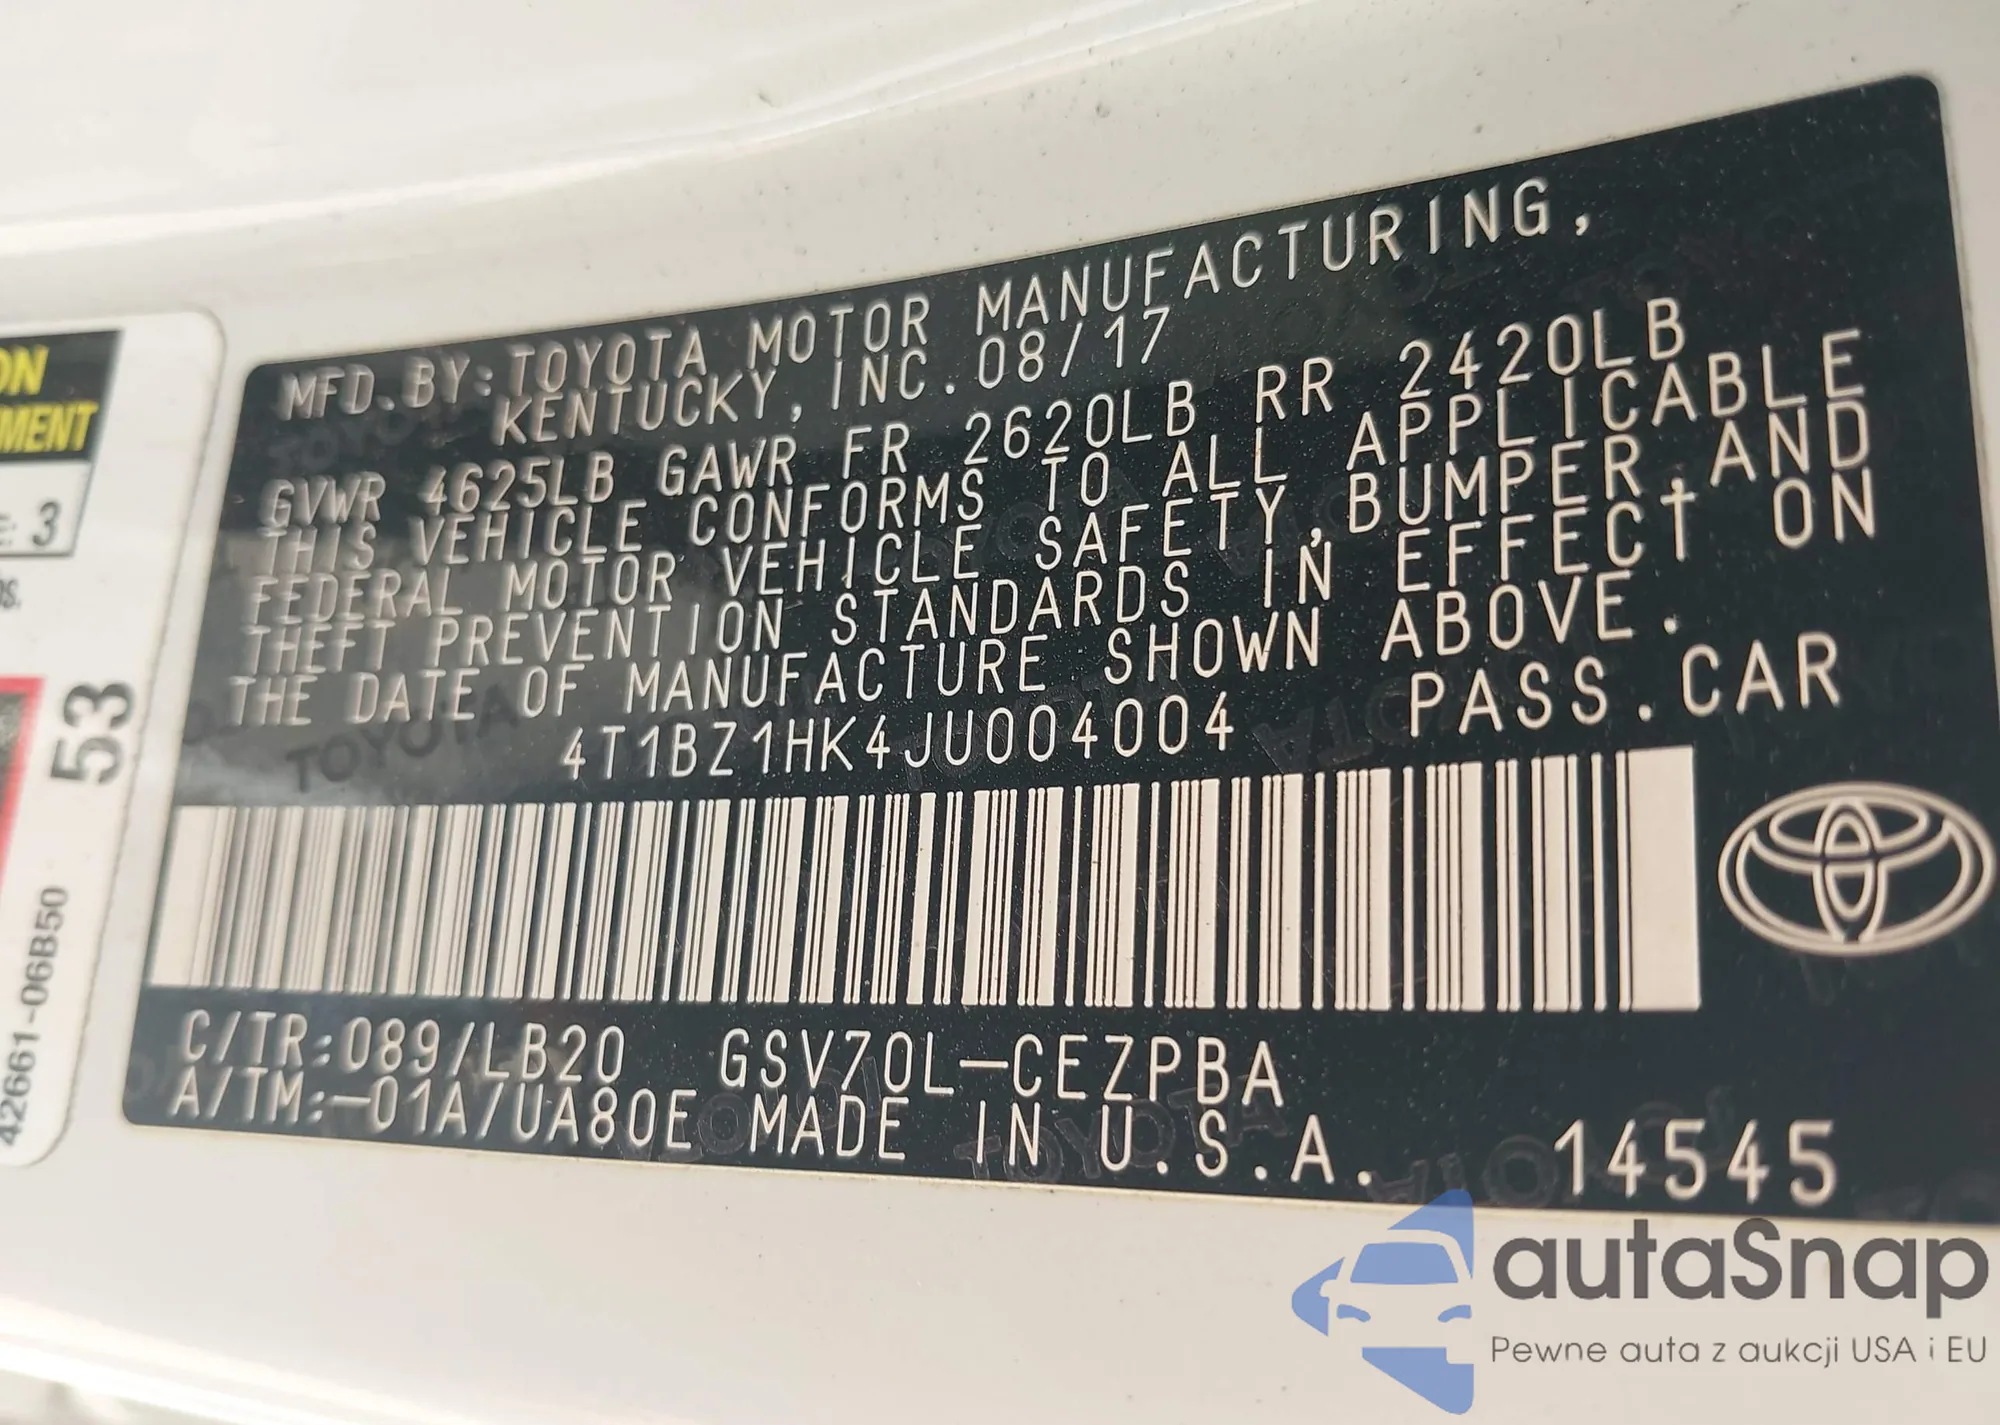 MFD.BY:TOYOTA MOTOR MANUFACTURING,
KENTUCKY, INC. 08/17
GVWR 4625LB GAWR FR 2620LB RR 2420LB
THIS VEHICLE CONFORMS TO ALL APPLICABLE
FEDERAL MOTOR VEHICLE SAFETY,BUMPER,AND
THEFT PREVENTION STANDARDS IN EFFECT ON
THE DATE OF MANUFACTURE SHOWN ABOVE.
4T1BZ1HK4JU004004 PASS.CAR
C/TR:089/LB20 GSV70L-CEZPBA
A/TM:-01A/UA80E MADE IN U.S.A. 14545
3
53
42661-06B50
autaSnap
Pewne auta z aukcji USA i EU